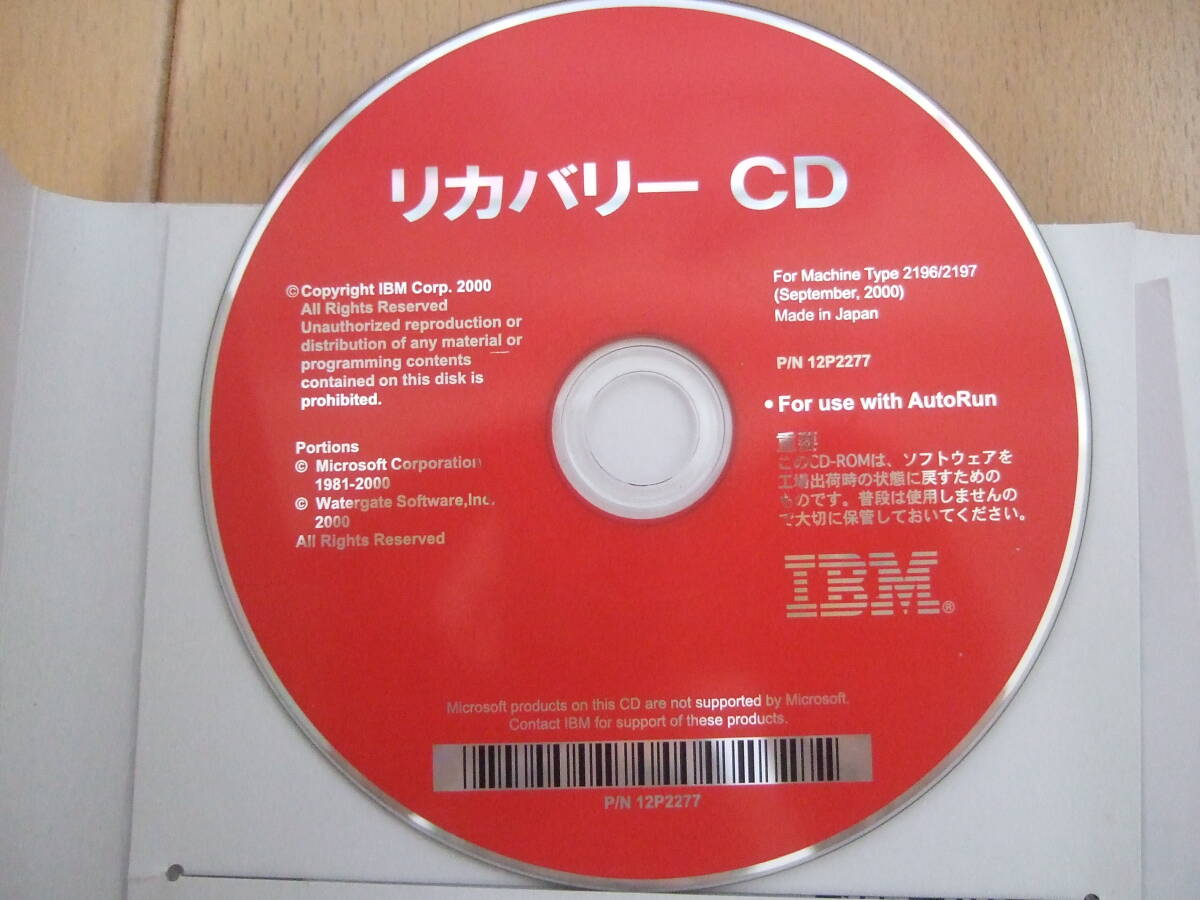 リカバリー CD
© Copyright IBM Corp. 2000
All Rights Reserved
Unauthorized reproduction or
distribution of any material or
programming contents
contained on this disk is
prohibited.
Portions
© Microsoft Corporation
1981-2000
© Watergate Software,Inc.
2000
All Rights Reserved
For Machine Type 2196/2197
(September, 2000)
Made in Japan
P/N 12P2277
• For use with AutoRun
重要
このCD-ROMは、ソフトウェアを
工場出荷時の状態に戻すための
ものです。普段は使用しませんの
で大切に保管しておいてください。
IBM®
Microsoft products on this CD are not supported by Microsoft.
Contact IBM for support of these products.
P/N 12P2277